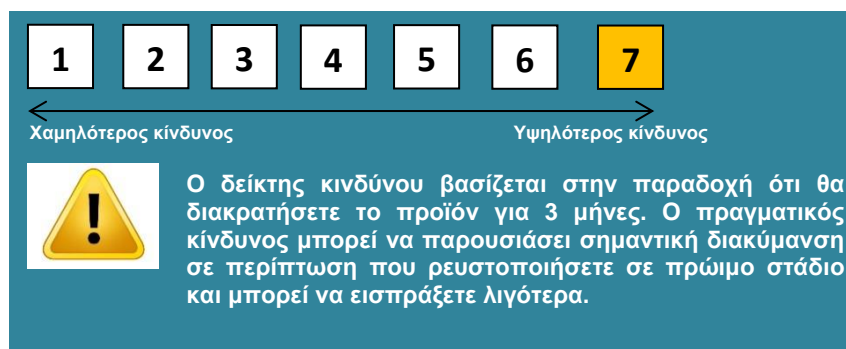 1 2 3 4 5 6 7
Χαμηλότερος κίνδυνος Υψηλότερος κίνδυνος
Ο δείκτης κινδύνου βασίζεται στην παραδοχή ότι θα
διακρατήσετε το προϊόν για 3 μήνες. Ο πραγματικός
κίνδυνος μπορεί να παρουσιάσει σημαντική διακύμανση
σε περίπτωση που ρευστοποιήσετε σε πρώιμο στάδιο
και μπορεί να εισπράξετε λιγότερα.